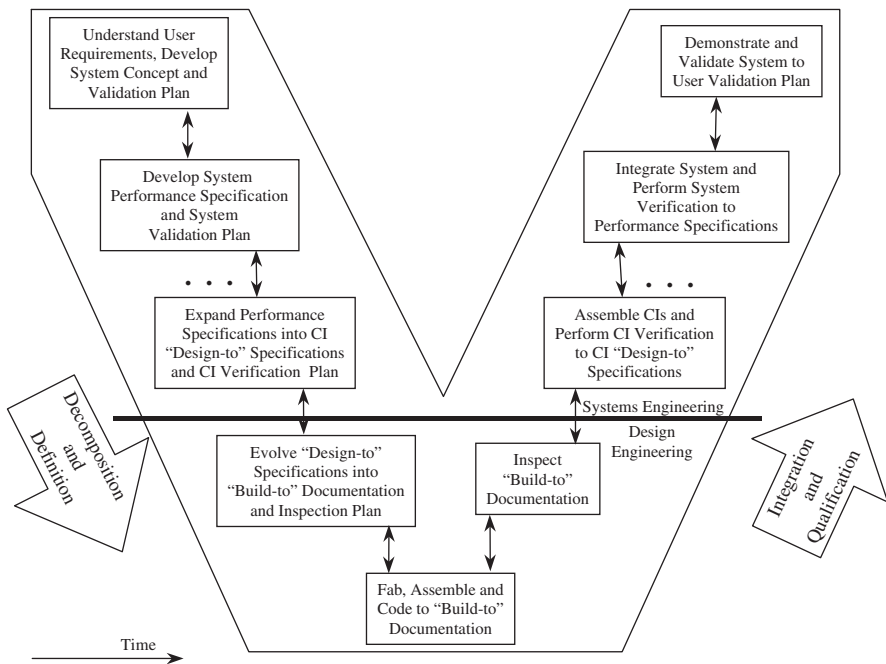 Understand User
Requirements, Develop
System Concept and
Validation Plan
Demonstrate and
Validate System to
User Validation Plan
Develop System
Performance Specification
and System
Validation Plan
Integrate System and
Perform System
Verification to
Performance Specifications
. . .
. . .
Expand Performance
Specifications into CI
“Design-to” Specifications
and CI Verification Plan
Assemble CIs and
Perform CI Verification
to CI “Design-to”
Specifications
Decomposition
and
Definition
Systems Engineering
Design
Engineering
Evolve “Design-to”
Specifications into
“Build-to” Documentation
and Inspection Plan
Inspect
“Build-to”
Documentation
Integration
and
Qualification
Fab, Assemble and
Code to “Build-to”
Documentation
Time